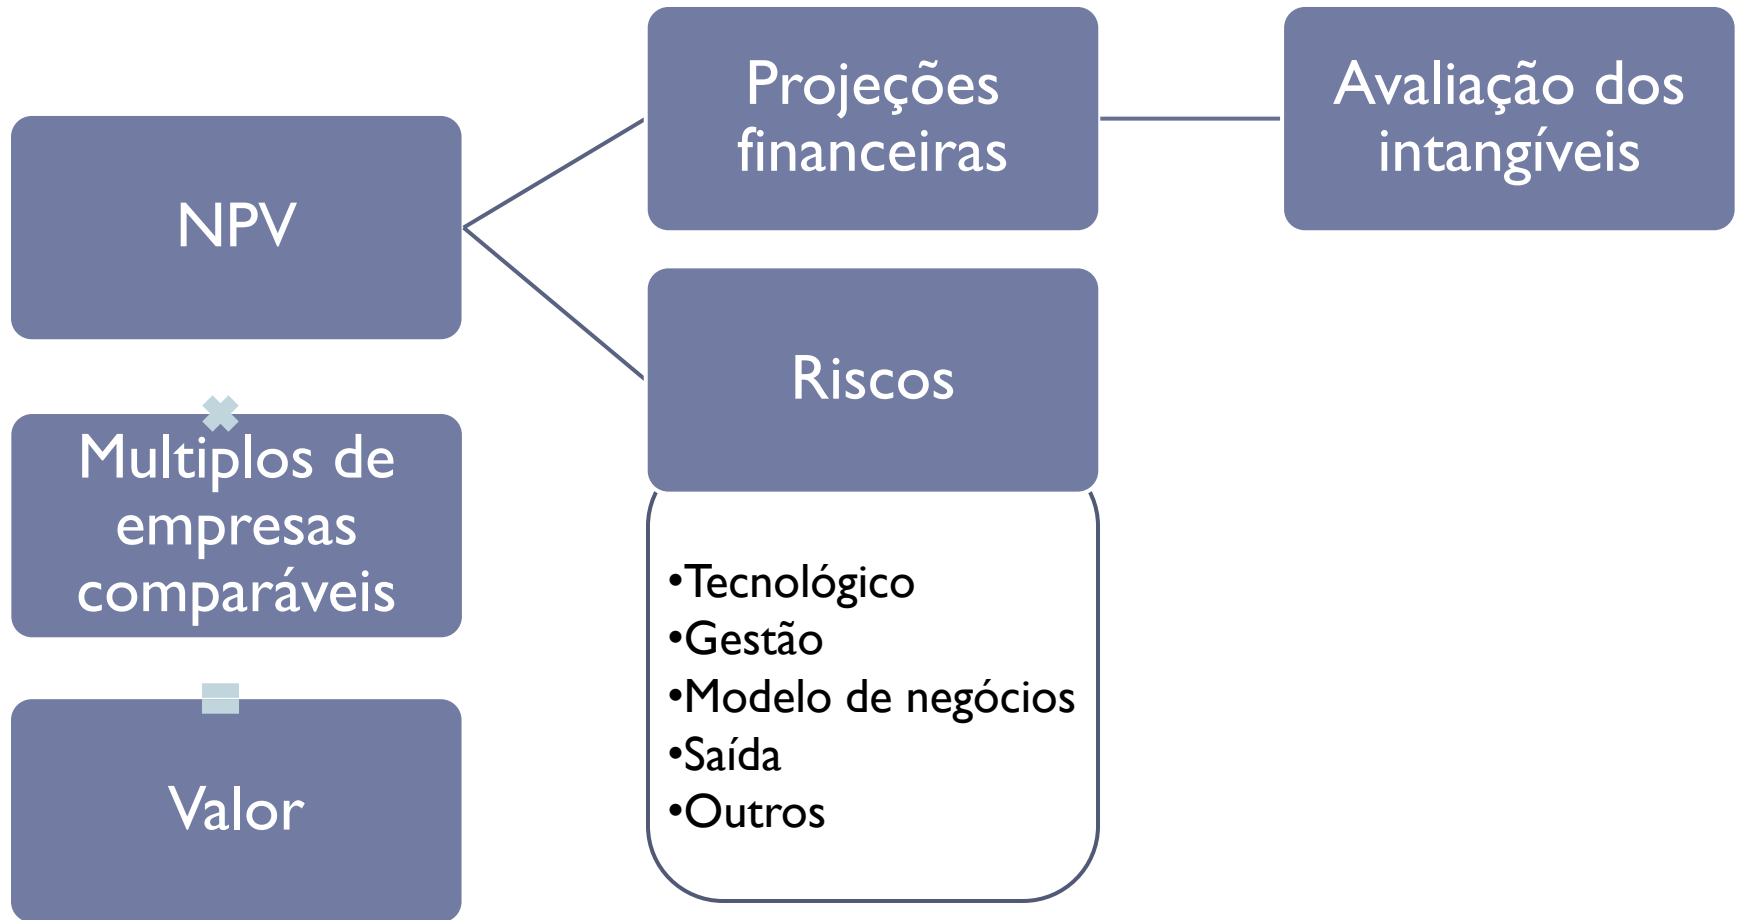 NPV
Multiplos de
empresas
comparáveis
Valor
Projeções
financeiras
Riscos
•Tecnológico
•Gestão
•Modelo de negócios
•Saída
•Outros
Avaliação dos
intangíveis